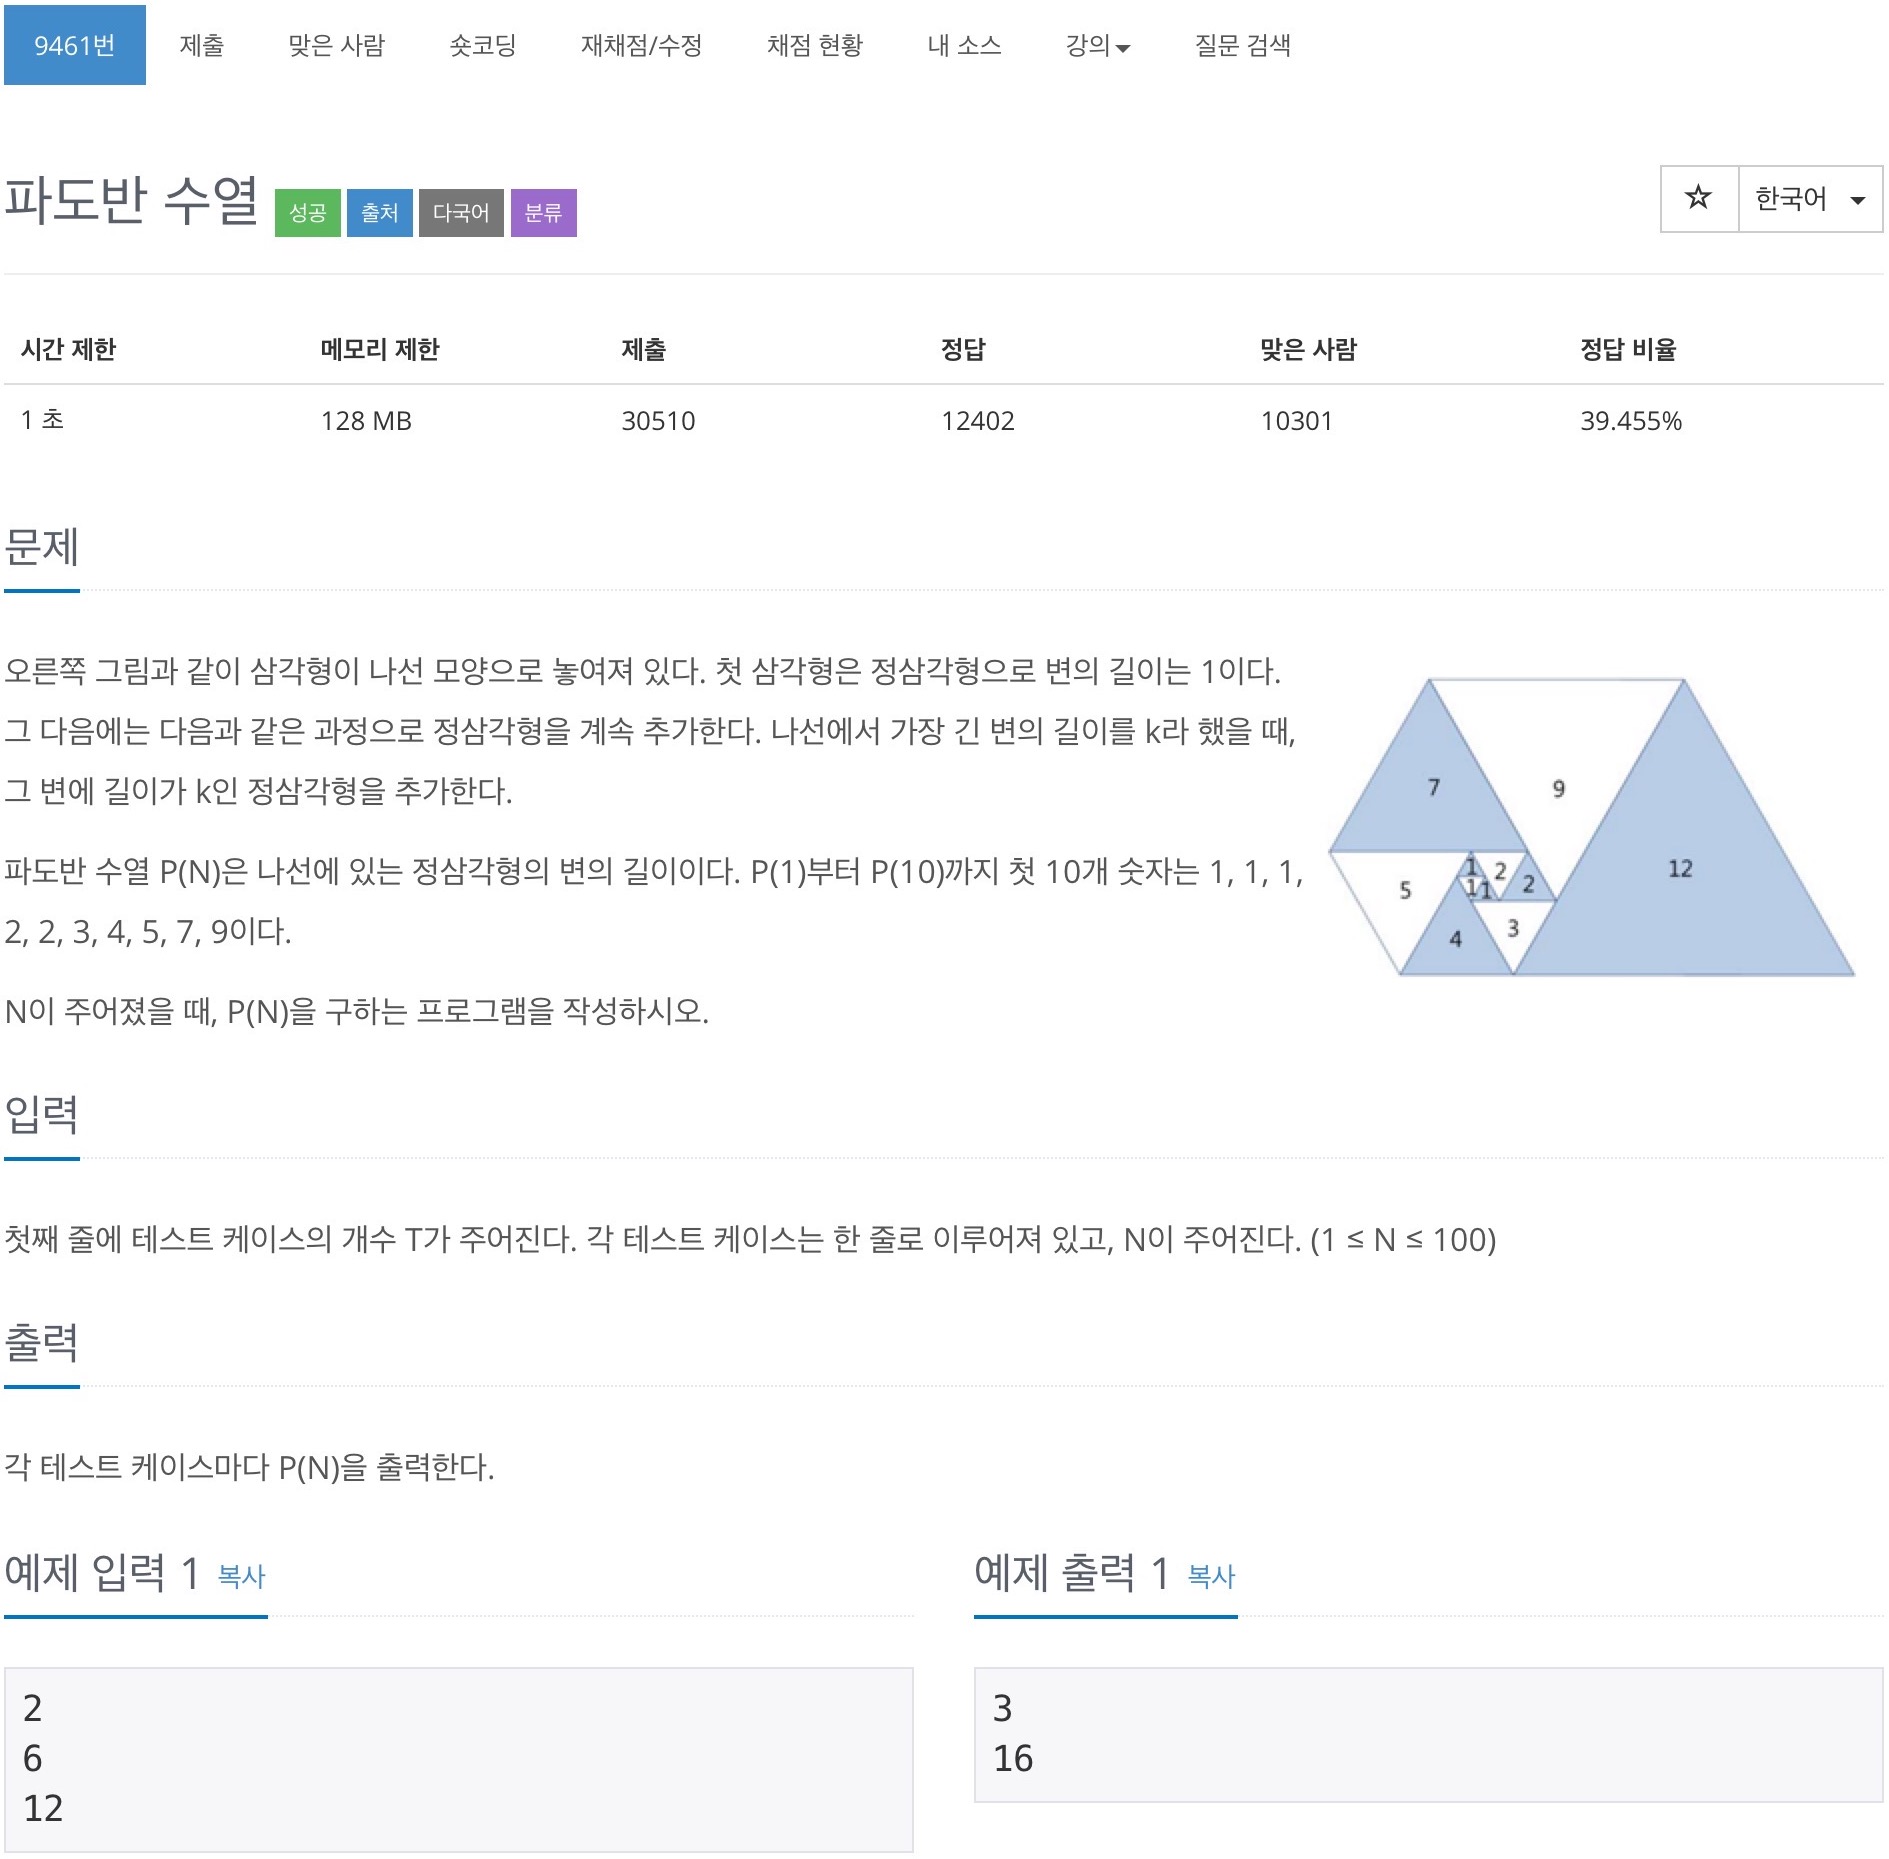 9461번 제출 맞은 사람 숏코딩 재채점/수정 채점 현황 내 소스 강의 질문 검색
파도반 수열 성공 출처 다국어 분류 ☆ 한국어
시간 제한 메모리 제한 제출 정답 맞은 사람 정답 비율
1 초 128 MB 30510 12402 10301 39.455%
문제
오른쪽 그림과 같이 삼각형이 나선 모양으로 놓여져 있다. 첫 삼각형은 정삼각형으로 변의 길이는 1이다.
그 다음에는 다음과 같은 과정으로 정삼각형을 계속 추가한다. 나선에서 가장 긴 변의 길이를 k라 했을 때,
그 변에 길이가 k인 정삼각형을 추가한다.
파도반 수열 P(N)은 나선에 있는 정삼각형의 변의 길이이다. P(1)부터 P(10)까지 첫 10개 숫자는 1, 1, 1,
2, 2, 3, 4, 5, 7, 9이다.
N이 주어졌을 때, P(N)을 구하는 프로그램을 작성하시오.
7 9
12
1 2
5 1 1 2
4 3
입력
첫째 줄에 테스트 케이스의 개수 T가 주어진다. 각 테스트 케이스는 한 줄로 이루어져 있고, N이 주어진다. (1 ≤ N ≤ 100)
출력
각 테스트 케이스마다 P(N)을 출력한다.
예제 입력 1 복사
2
6
12
예제 출력 1 복사
3
16